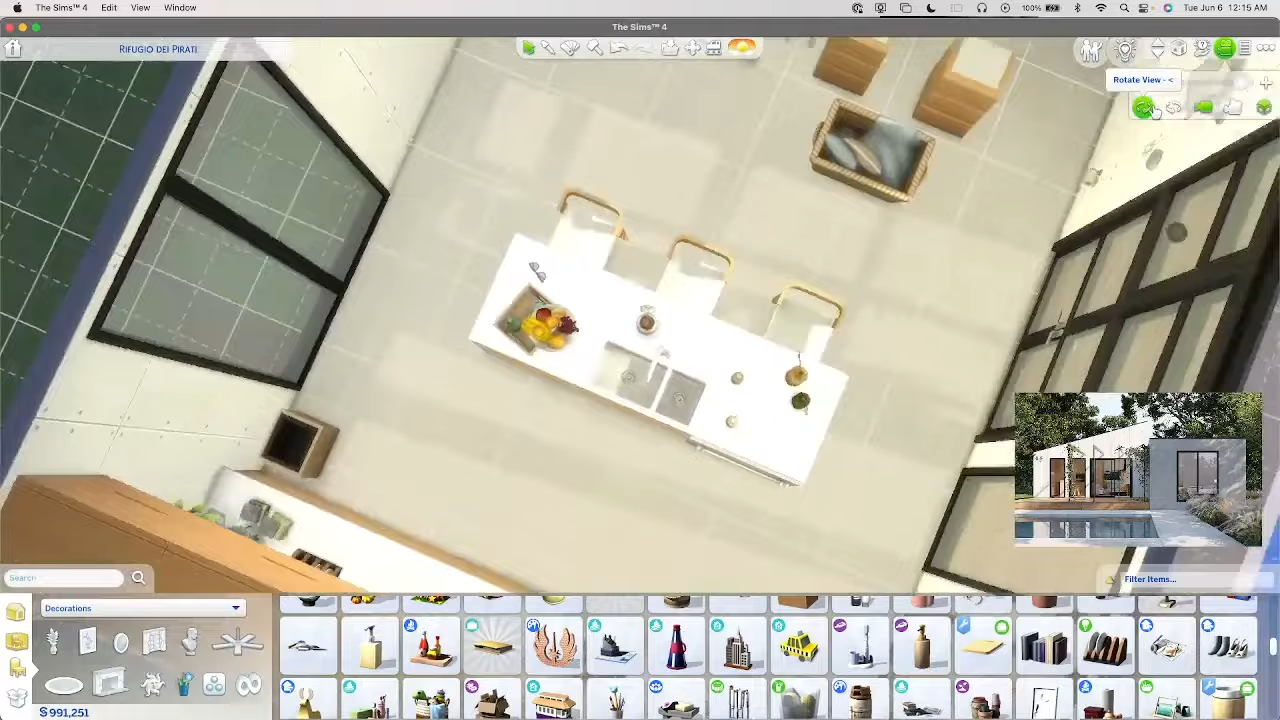 The Sims™ 4 Edit View Window
100% Tue Jun 6 12:15 AM
The Sims™ 4
Rifugio dei Pirati
Rotate View - <
Search
Filter Items...
Decorations
§991,251